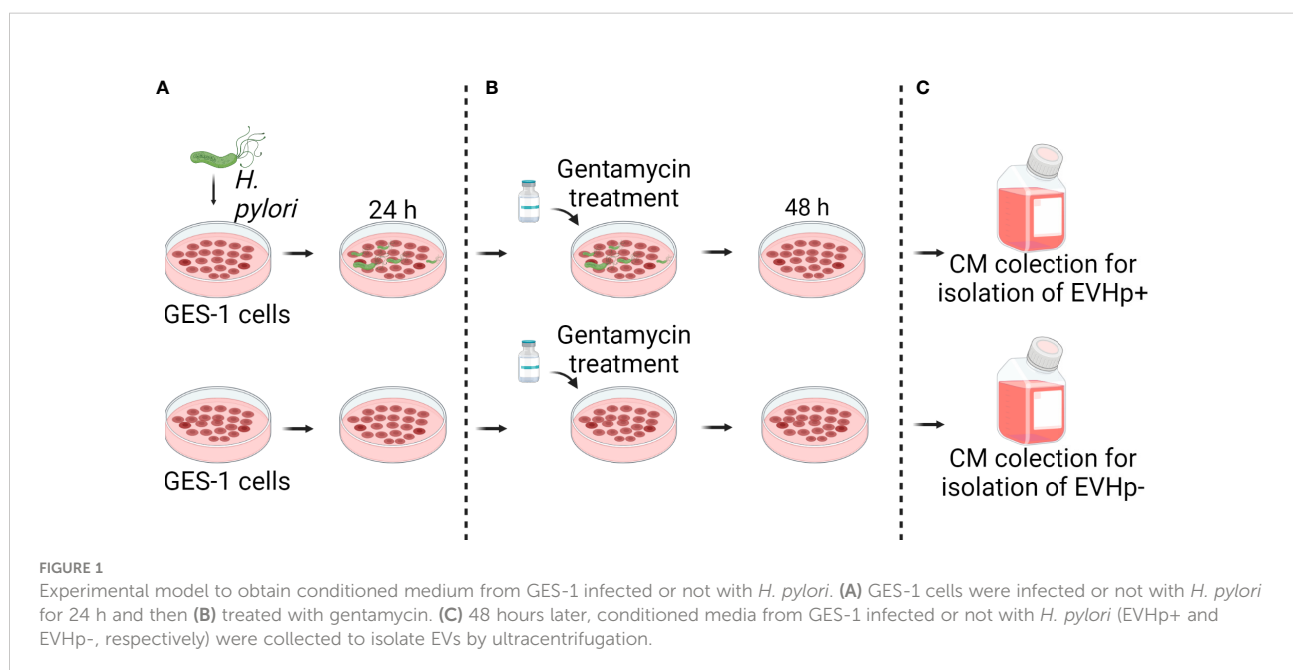 A
B
C
H.
pylori
24 h
GES-1 cells
Gentamycin
treatment
48 h
CM colection for
isolation of EVHp+
GES-1 cells
Gentamycin
treatment
CM colection for
isolation of EVHp-
FIGURE 1
Experimental model to obtain conditioned medium from GES-1 infected or not with H. pylori. (A) GES-1 cells were infected or not with H. pylori
for 24 h and then (B) treated with gentamycin. (C) 48 hours later, conditioned media from GES-1 infected or not with H. pylori (EVHp+ and
EVHp-, respectively) were collected to isolate EVs by ultracentrifugation.